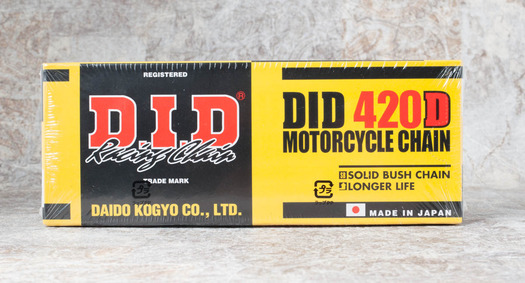 REGISTERED
DID®
Racing Chain
TRADE MARK
DAIDO KOGYO CO., LTD.
DID 420D
MOTORCYCLE CHAIN
SOLID BUSH CHAIN
LONGER LIFE
MADE IN JAPAN